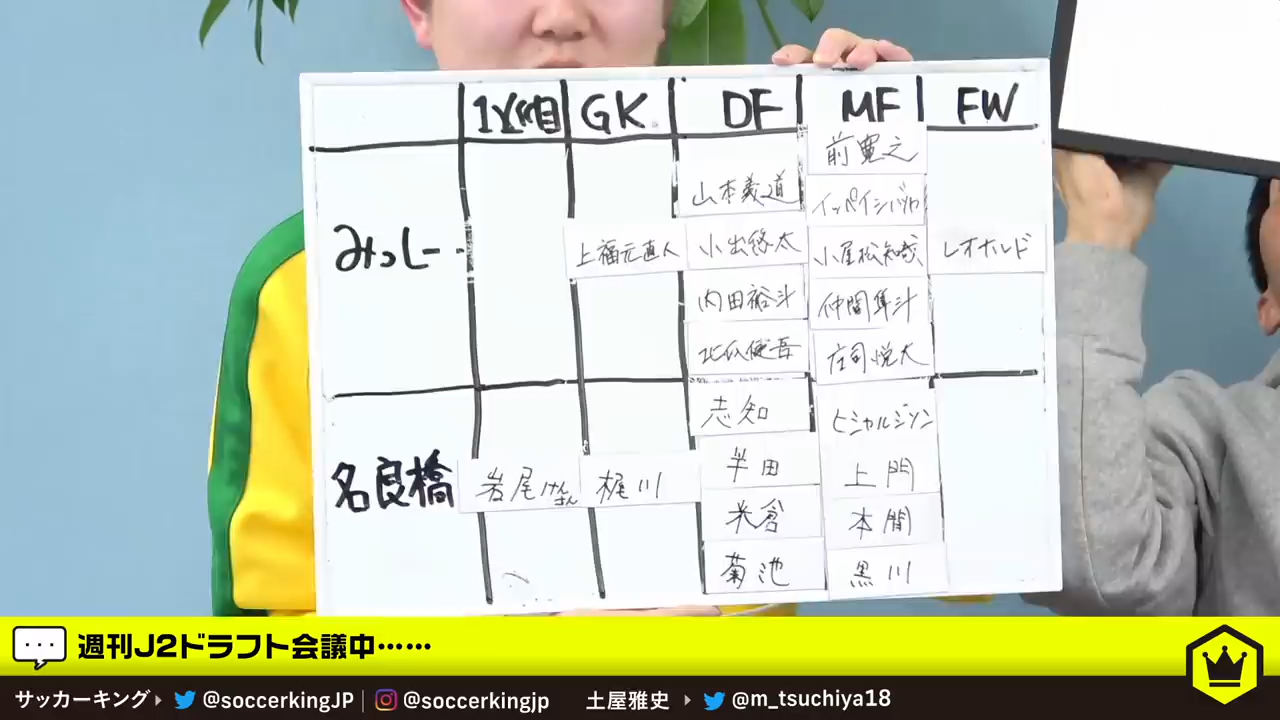 1巡目 GK DF MF FW
みっしー
上福元直人
山本義道
小出悠太
内田裕斗
北爪健吾
前寛之
イッペイシノヅカ
小屋松知哉
仲間隼斗
庄司悦大
レオナルド
名良橋
岩尾けんさん
梶川
志知
半田
米倉
菊池
ヒシャルジソン
上門
本間
黒川
週刊J2ドラフト会議中……
サッカーキング @soccerkingJP @soccerkingjp 土屋雅史 @m_tsuchiya18